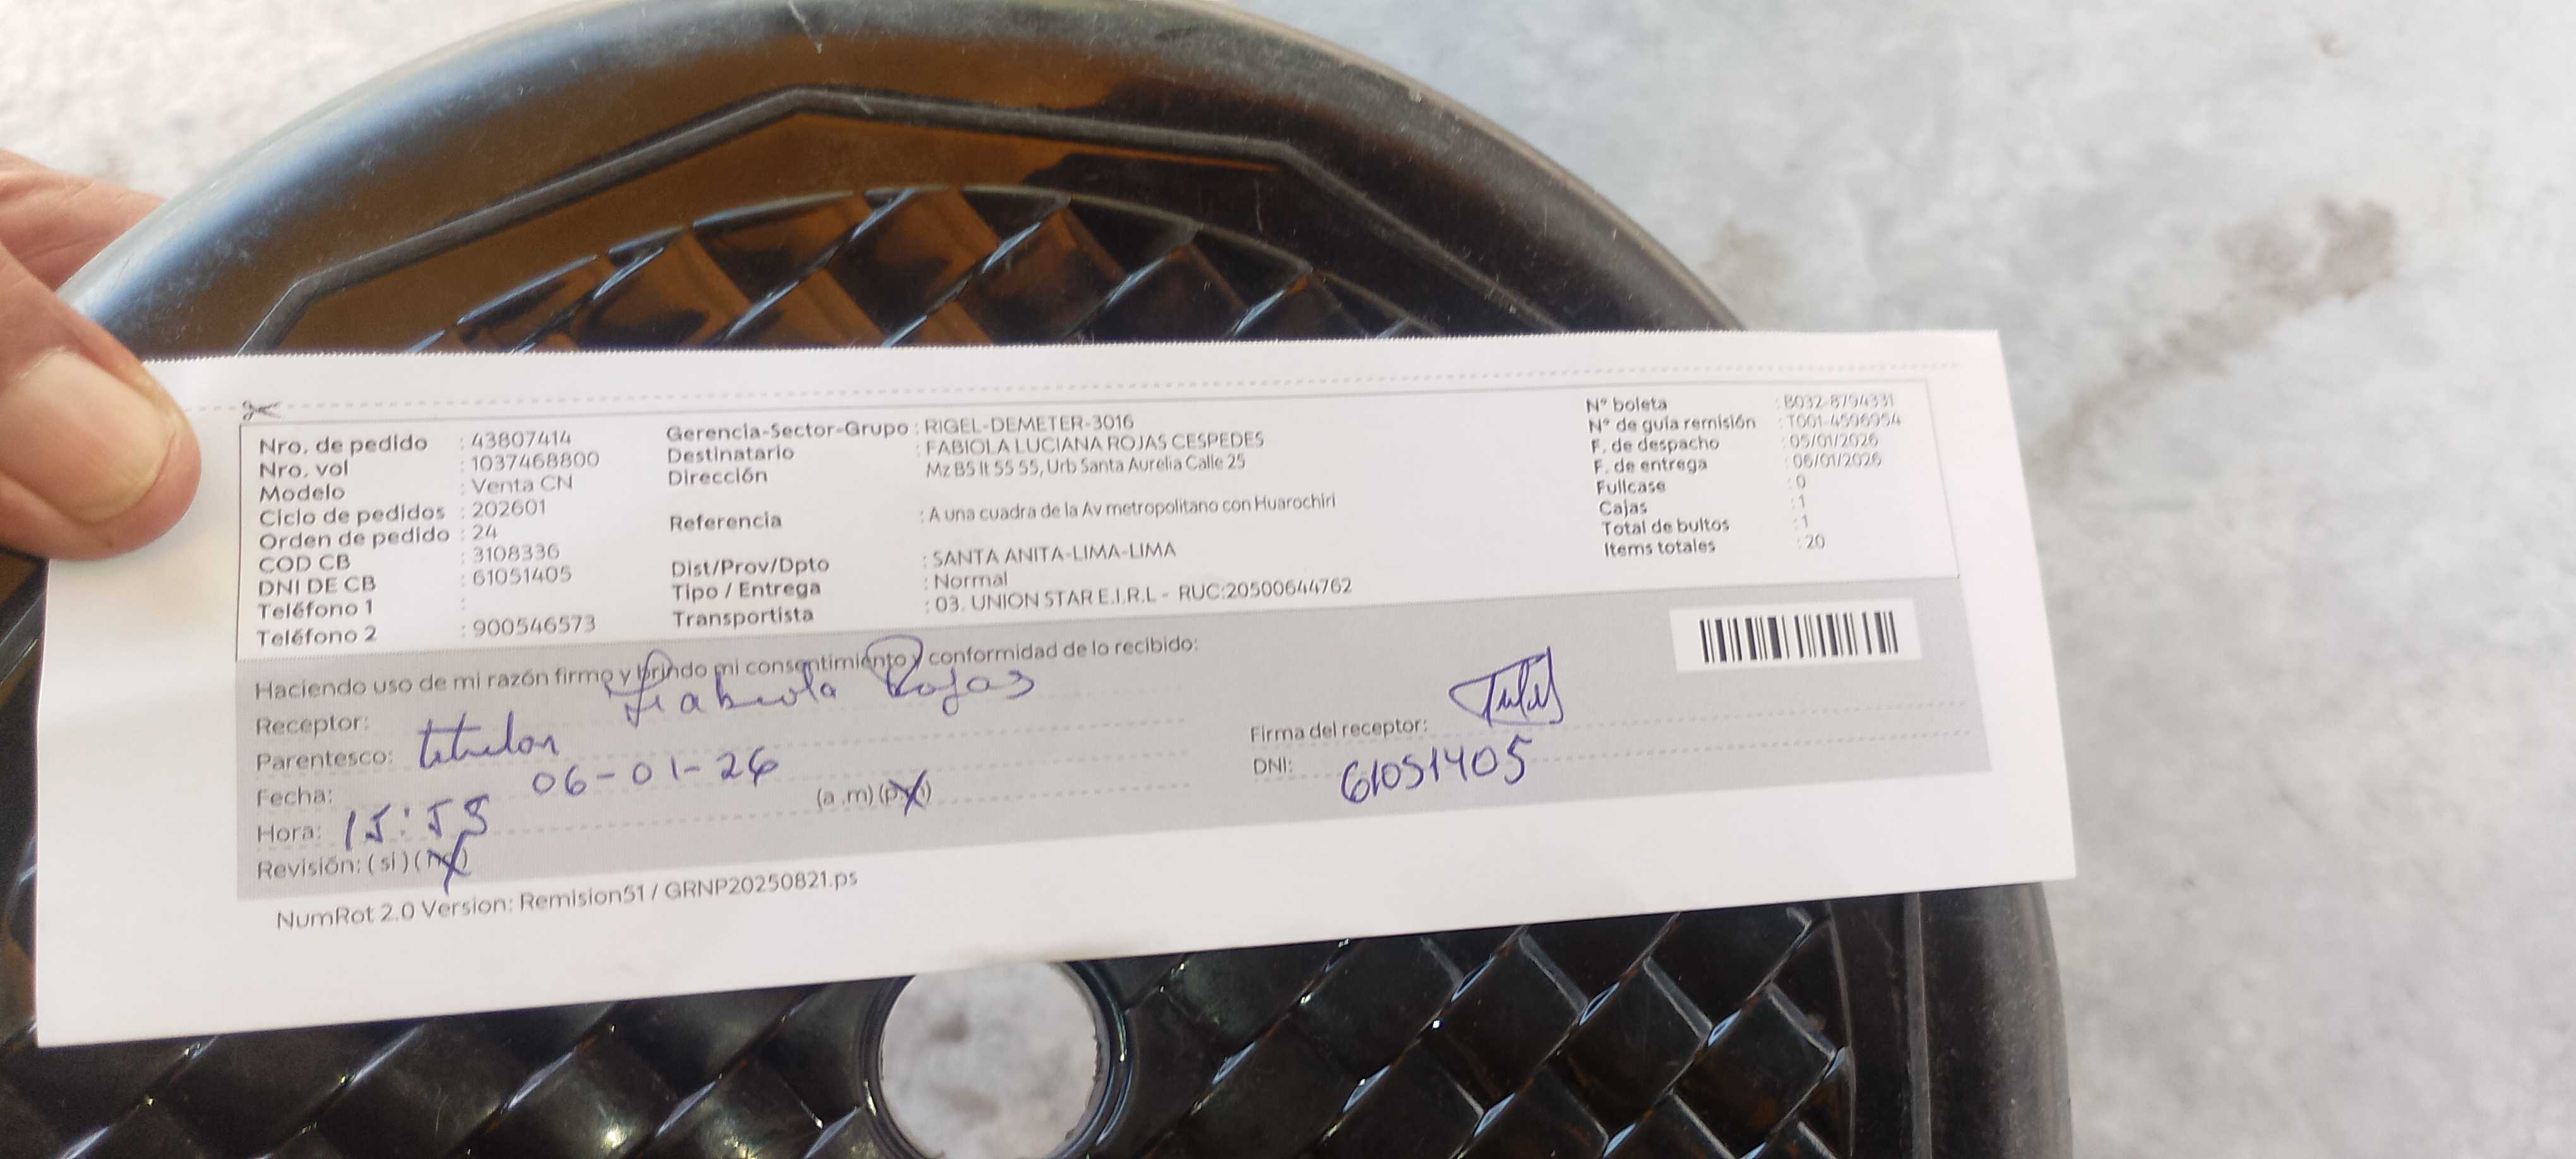 Nro. de pedido : 43807414
Nro. vol : 1037468800
Modelo : Venta CN
Ciclo de pedidos : 202601
Orden de pedido : 24
COD CB : 3108336
DNI DE CB : 61051405
Teléfono 1 :
Teléfono 2 : 900546573
Gerencia-Sector-Grupo : RIGEL-DEMETER-3016
Destinatario : FABIOLA LUCIANA ROJAS CESPEDES
Dirección Mz B5 lt 55 55, Urb Santa Aurelia Calle 25
Referencia : A una cuadra de la Av metropolitano con Huarochiri
Dist/Prov/Dpto : SANTA ANITA-LIMA-LIMA
Tipo / Entrega : Normal
Transportista : 03. UNION STAR E.I.R.L - RUC:20500644762
N° boleta : B032-8794331
N° de guía remisión : T001-4596954
F. de despacho : 05/01/2026
F. de entrega : 06/01/2026
Fullcase : 0
Cajas : 1
Total de bultos : 1
Items totales : 20
Haciendo uso de mi razón firmo y brindo mi consentimiento y conformidad de lo recibido:
Receptor: Fabiola Rojas
Parentesco: titular
Fecha: 06-01-26
Hora: 15:55 (a .m) (p.m)
Revisión: ( si ) ( no )
Firma del receptor:
DNI: 61051405
NumRot 2.0 Version: Remision51 / GRNP20250821.ps